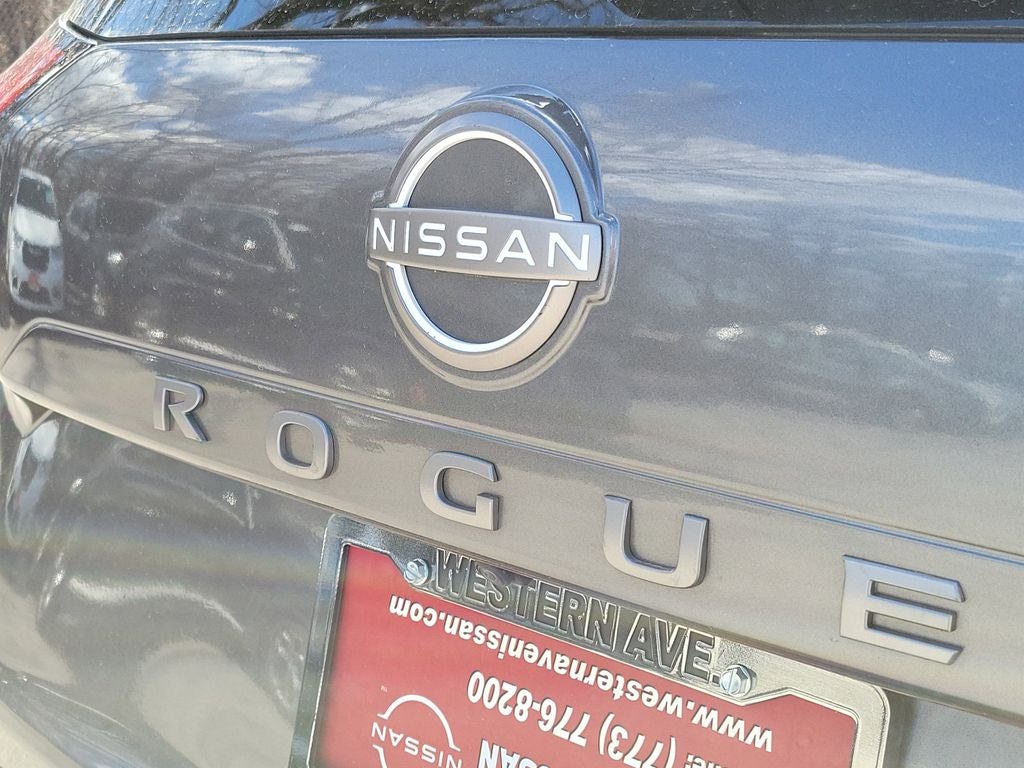 NISSAN
ROGUE
WESTERN AVE.
www.westernavenissan.com
(773) 776-8200
NISSAN